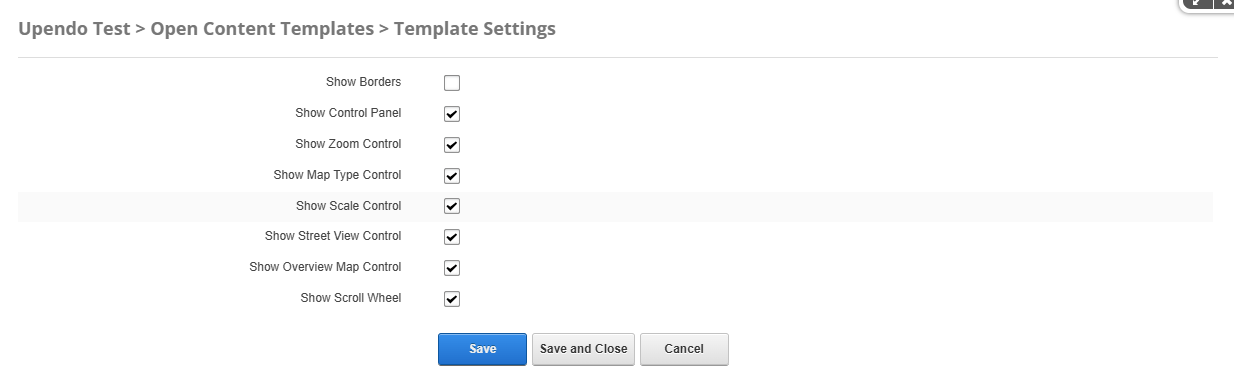 Upendo Test > Open Content Templates > Template Settings
Show Borders
Show Control Panel
Show Zoom Control
Show Map Type Control
Show Scale Control
Show Street View Control
Show Overview Map Control
Show Scroll Wheel
Save Save and Close Cancel